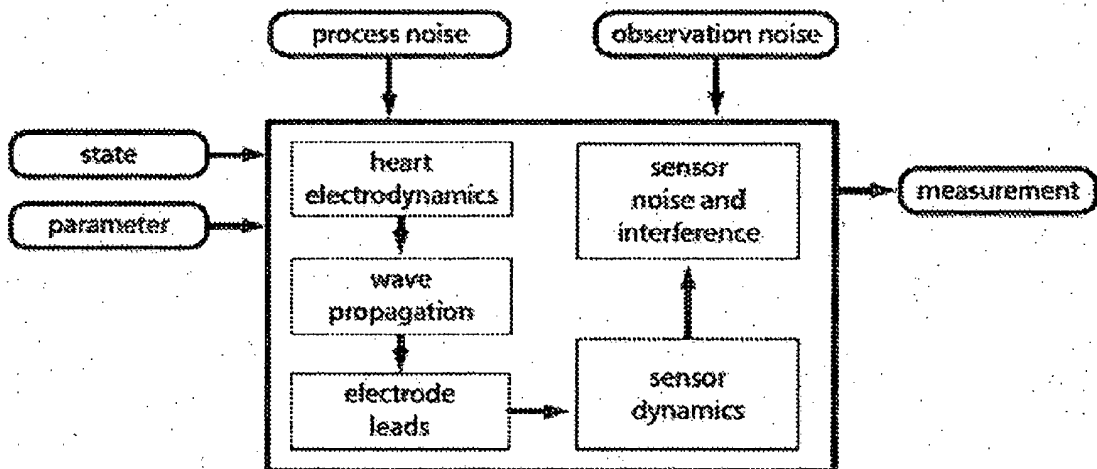 process noise
observation noise
state
parameter
heart
electrodynamics
wave
propagation
electrode
leads
sensor
dynamics
sensor
noise and
interference
measurement